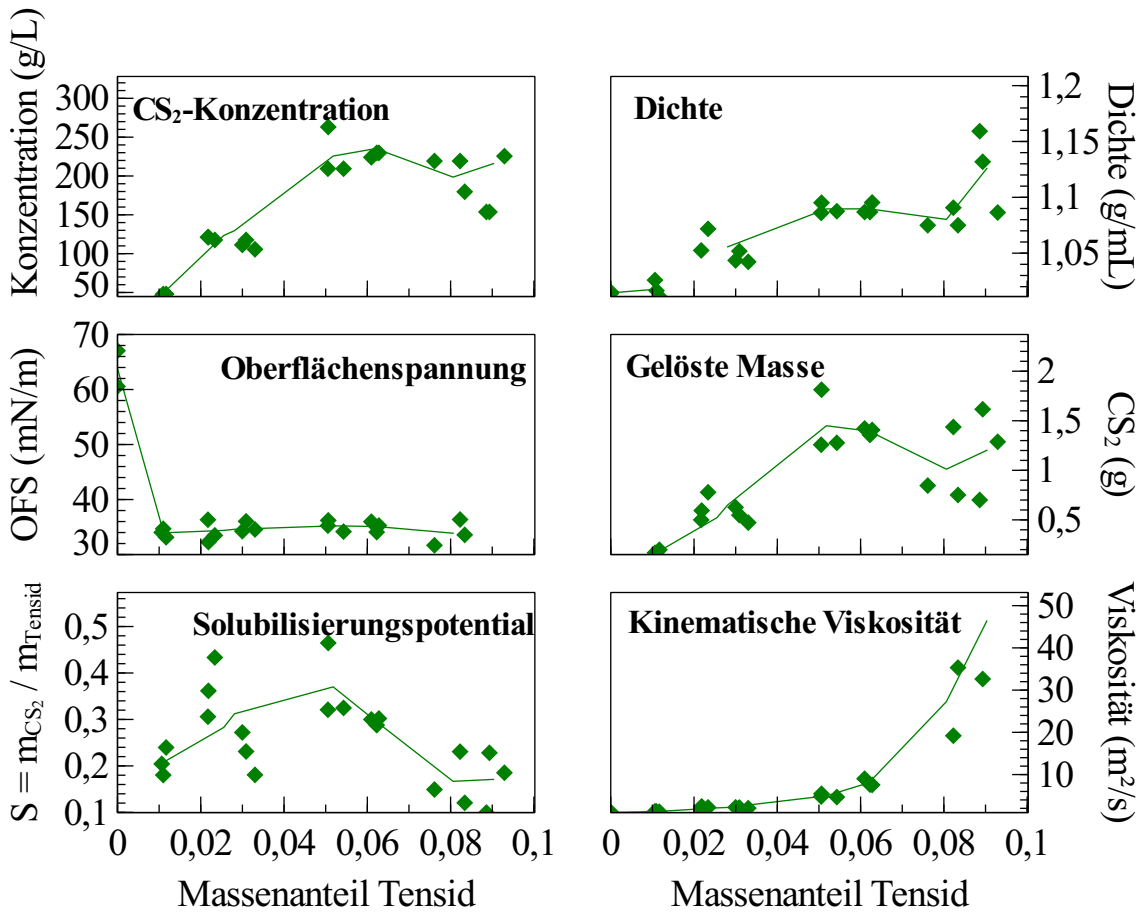 Konzentration (g/L)
300
250
200
150
100
50
CS₂-Konzentration
Dichte
1,2
1,15
1,1
1,05
Dichte (g/mL)
OFS (mN/m)
70
60
50
40
30
Oberflächenspannung
Gelöste Masse
2
1,5
1
0,5
CS₂ (g)
S = m_CS₂ / m_Tensid
0,5
0,4
0,3
0,2
0,1
Solubilisierungspotential
Kinematische Viskosität
50
40
30
20
10
Viskosität (m²/s)
0 0,02 0,04 0,06 0,08 0,1
0 0,02 0,04 0,06 0,08 0,1
Massenanteil Tensid
Massenanteil Tensid